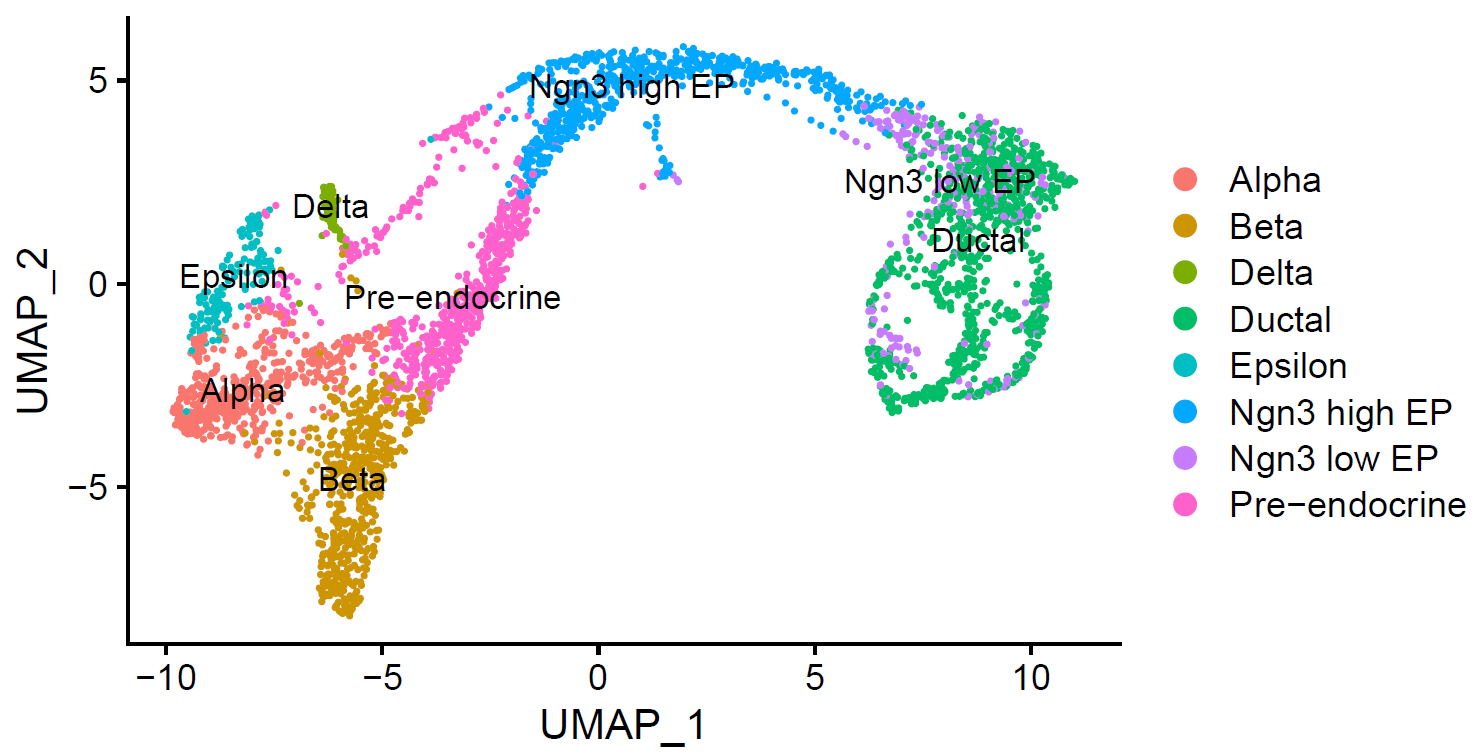 UMAP_2
5
0
−5
−10
−5
0
5
10
UMAP_1
Ngn3 high EP
Ngn3 low EP
Delta
Ductal
Epsilon
Pre−endocrine
Alpha
Beta
Alpha
Beta
Delta
Ductal
Epsilon
Ngn3 high EP
Ngn3 low EP
Pre−endocrine